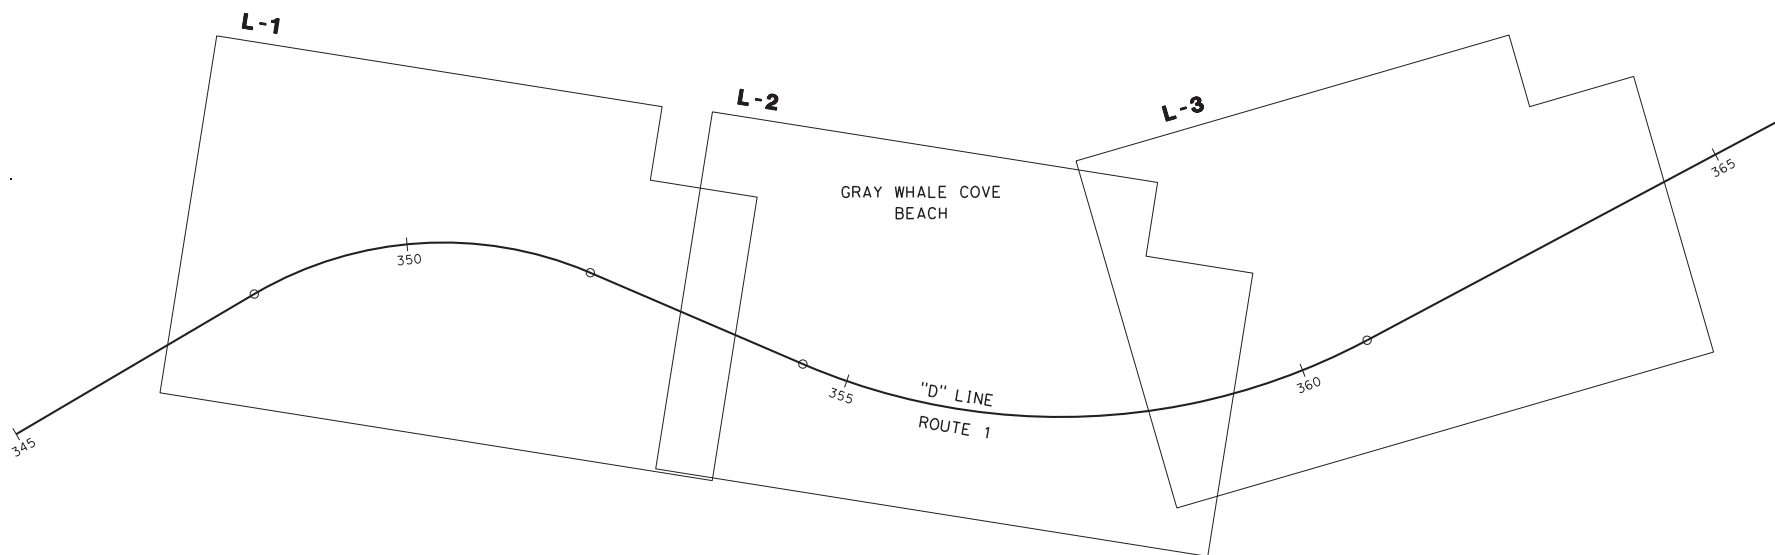 L-1
L-2
L-3
GRAY WHALE COVE
BEACH
345
350
355
"D" LINE
ROUTE 1
360
365